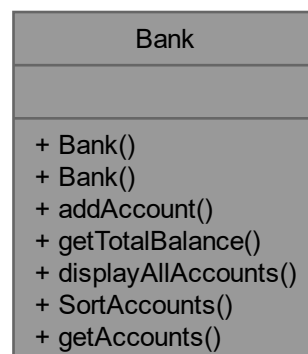 Bank
+ Bank()
+ Bank()
+ addAccount()
+ getTotalBalance()
+ displayAllAccounts()
+ SortAccounts()
+ getAccounts()